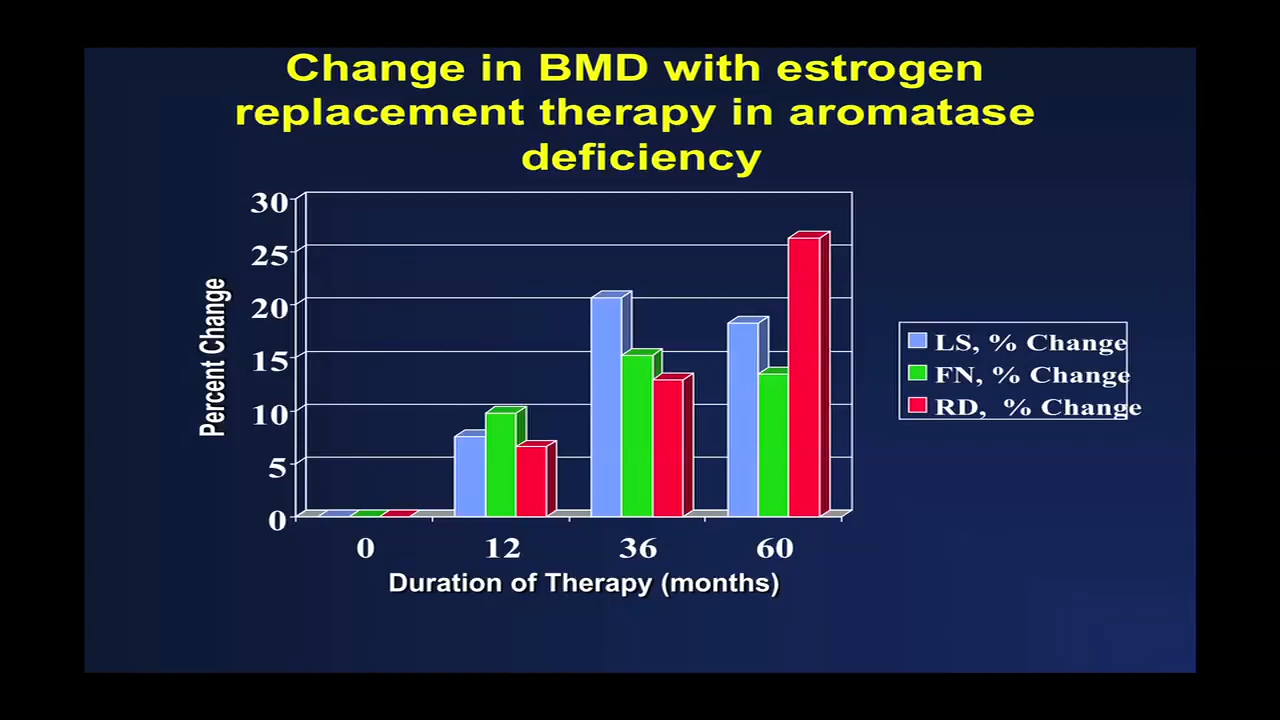 Change in BMD with estrogen
replacement therapy in aromatase
deficiency
30
25
20
15
10
5
0
Percent Change
0 12 36 60
Duration of Therapy (months)
LS, % Change
FN, % Change
RD, % Change